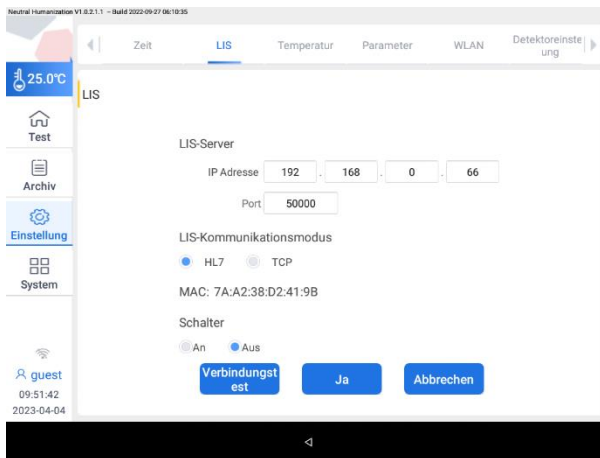 Neutral Humanization V1.0.2.1.1 - Build 2022-09-27 06:10:35
Zeit LIS Temperatur Parameter WLAN Detektoreinste
ung
25.0℃
LIS
Test
Archiv
Einstellung
System
guest
09:51:42
2023-04-04
LIS-Server
IP Adresse 192 . 168 . 0 . 66
Port 50000
LIS-Kommunikationsmodus
HL7 TCP
MAC: 7A:A2:38:D2:41:9B
Schalter
An Aus
Verbindungst
est
Ja Abbrechen